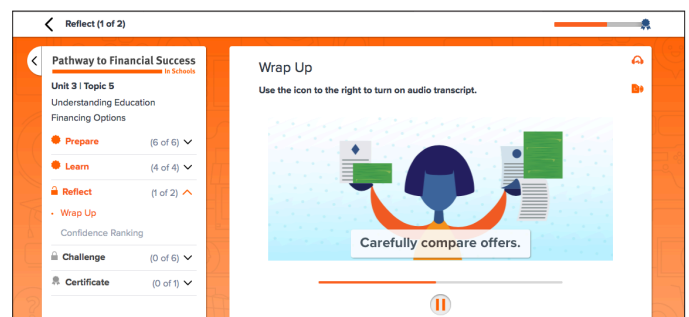 Reflect (1 of 2)
Pathway to Financial Success
In Schools
Unit 3 | Topic 5
Understanding Education
Financing Options
Prepare (6 of 6)
Learn (4 of 4)
Reflect (1 of 2)
Wrap Up
Confidence Ranking
Challenge (0 of 6)
Certificate (0 of 1)
Wrap Up
Use the icon to the right to turn on audio transcript.
Carefully compare offers.